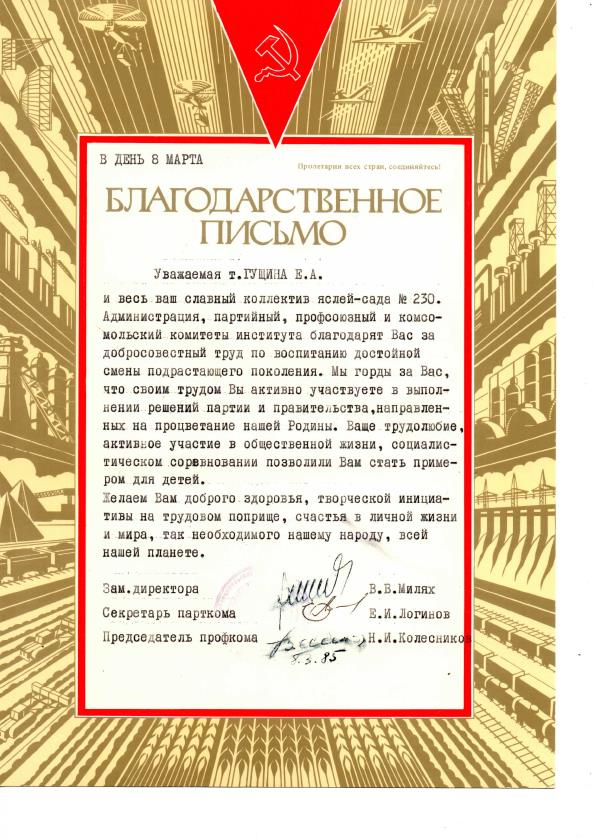 В ДЕНЬ 8 МАРТА
Пролетарии всех стран, соединяйтесь!
БЛАГОДАРСТВЕННОЕ
ПИСЬМО
Уважаемая т.ГУЩИНА Е.А.
и весь ваш славный коллектив яслей-сада № 230.
Администрация, партийный, профсоюзный и комсо-
мольский комитеты института благодарят Вас за
добросовестный труд по воспитанию достойной
смены подрастающего поколения. Мы горды за Вас,
что своим трудом Вы активно участвуете в выпол-
нении решений партии и правительства,направлен-
ных на процветание нашей Родины. Ваше трудолюбие,
активное участие в общественной жизни, социалис-
тическом соревновании позволили Вам стать приме-
ром для детей.
Желаем Вам доброго здоровья, творческой инициа-
тивы на трудовом поприще, счастья в личной жизни
и мира, так необходимого нашему народу, всей
нашей планете.
Зам.директора В.В.Милях
Секретарь парткома Е.И.Логинов
Председатель профкома Н.И.Колесников
8.3.85